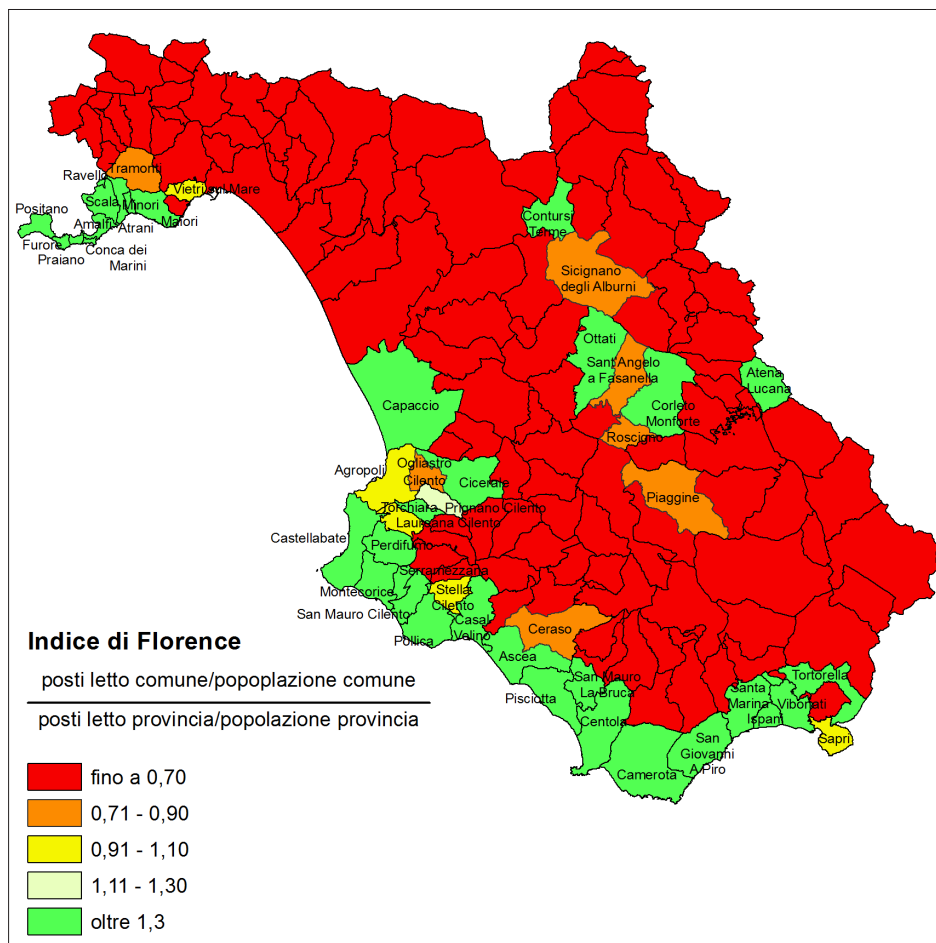 Ravello
Tramonti
Vietri sul Mare
Scala
Minori
Positano
Amalfi
Atrani
Maiori
Furore
Praiano
Conca dei
Marini
Contursi
Terme
Sicignano
degli Alburni
Ottati
Sant'Angelo
a Fasanella
Atena
Lucana
Capaccio
Corleto
Monforte
Roscigno
Agropoli
Ogliastro
Cilento
Cicerale
Piaggine
Torchiara
Prignano Cilento
Laureana Cilento
Castellabate
Perdifumo
Serramezzana
Montecorice
Stella
Cilento
San Mauro Cilento
Casal
Velino
Pollica
Ceraso
Indice di Florence
Ascea
posti letto comune/popoplazione comune
posti letto provincia/popolazione provincia
Pisciotta
San Mauro
La Bruca
Centola
Tortorella
Santa
Marina
Vibonati
Ispani
Sapri
San
Giovanni
A Piro
Camerota
fino a 0,70
0,71 - 0,90
0,91 - 1,10
1,11 - 1,30
oltre 1,3